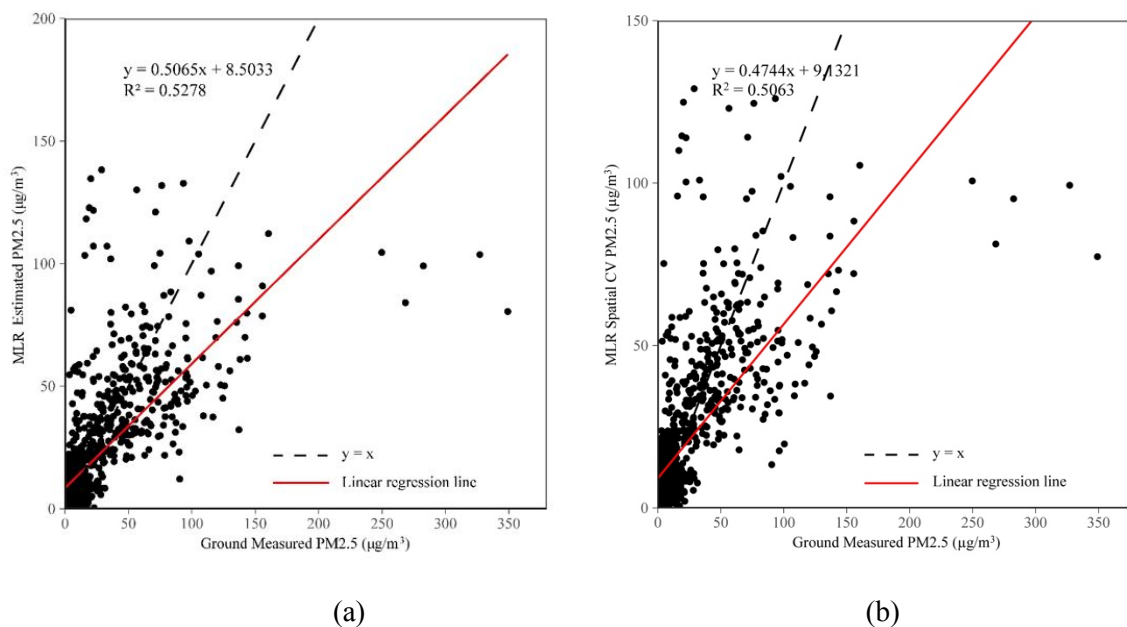 200
150
100
50
0
0
50
100
150
200
250
300
350
MLR Estimated PM2.5 (μg/m³)
Ground Measured PM2.5 (μg/m³)
y = 0.5065x + 8.5033
R² = 0.5278
y = x
Linear regression line
(a)
150
100
50
0
0
50
100
150
200
250
300
350
MLR Spatial CV PM2.5 (μg/m³)
Ground Measured PM2.5 (μg/m³)
y = 0.4744x + 9.1321
R² = 0.5063
y = x
Linear regression line
(b)